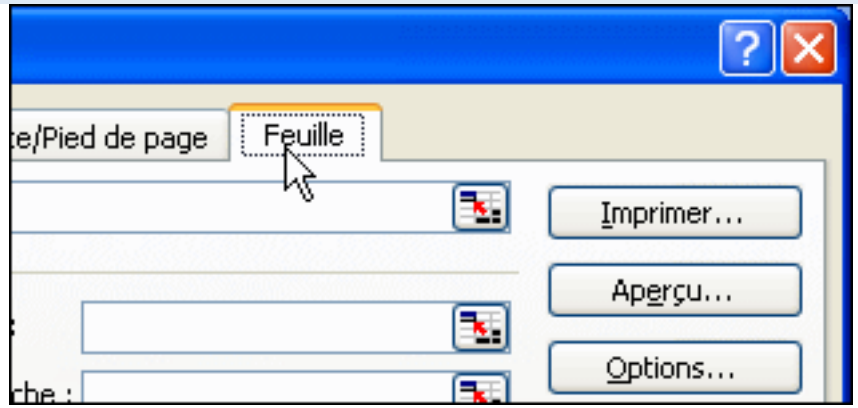 te/Pied de page Feuille
Imprimer...
Aperçu...
:
che :
Options...